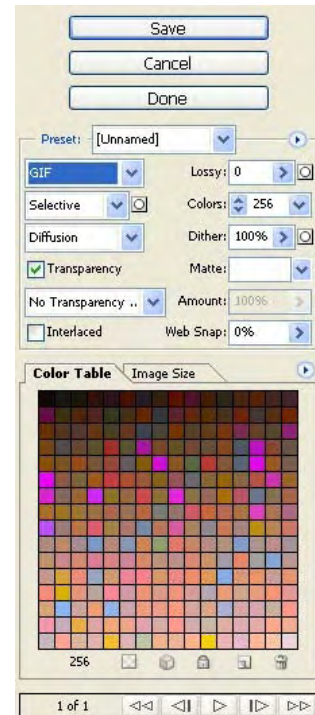 Save
Cancel
Done
Preset: [Unnamed]
GIF Lossy: 0
Selective Colors: 256
Diffusion Dither: 100%
Transparency Matte:
No Transparency .. Amount: 100%
Interlaced Web Snap: 0%
Color Table Image Size
256
1 of 1